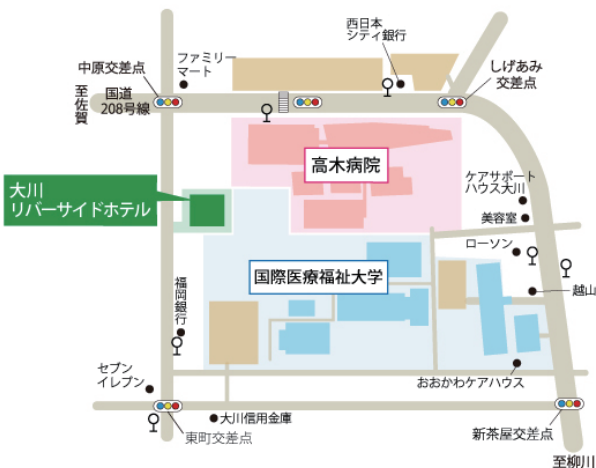 西日本
シティ銀行
ファミリー
マート
中原交差点
しげあみ
交差点
至佐賀
国道
208号線
高木病院
大川
リバーサイドホテル
ケアサポート
ハウス大川
美容室
ローソン
国際医療福祉大学
越山
福岡銀行
セブン
イレブン
おおかわケアハウス
大川信用金庫
東町交差点
新茶屋交差点
至柳川